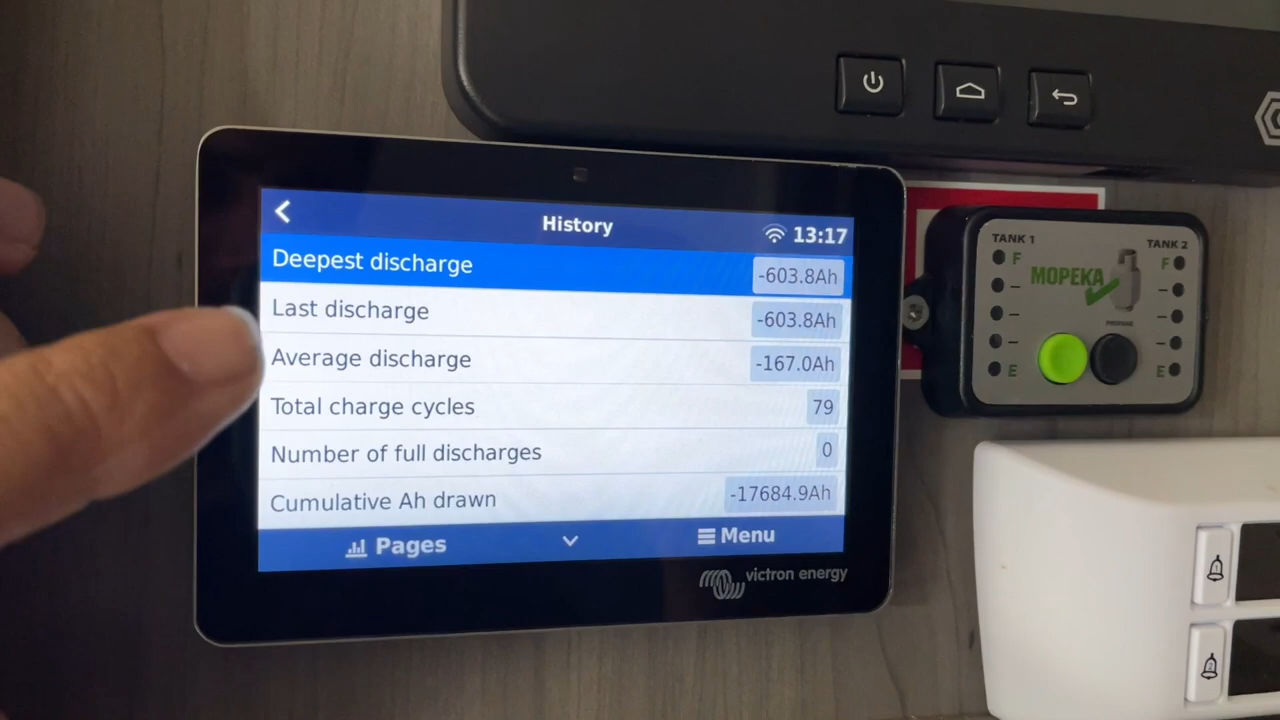 History
13:17
Deepest discharge -603.8Ah
Last discharge -603.8Ah
Average discharge -167.0Ah
Total charge cycles 79
Number of full discharges 0
Cumulative Ah drawn -17684.9Ah
Pages Menu
victron energy
TANK 1 TANK 2
F F
MOPEKA
PROPANE
E E